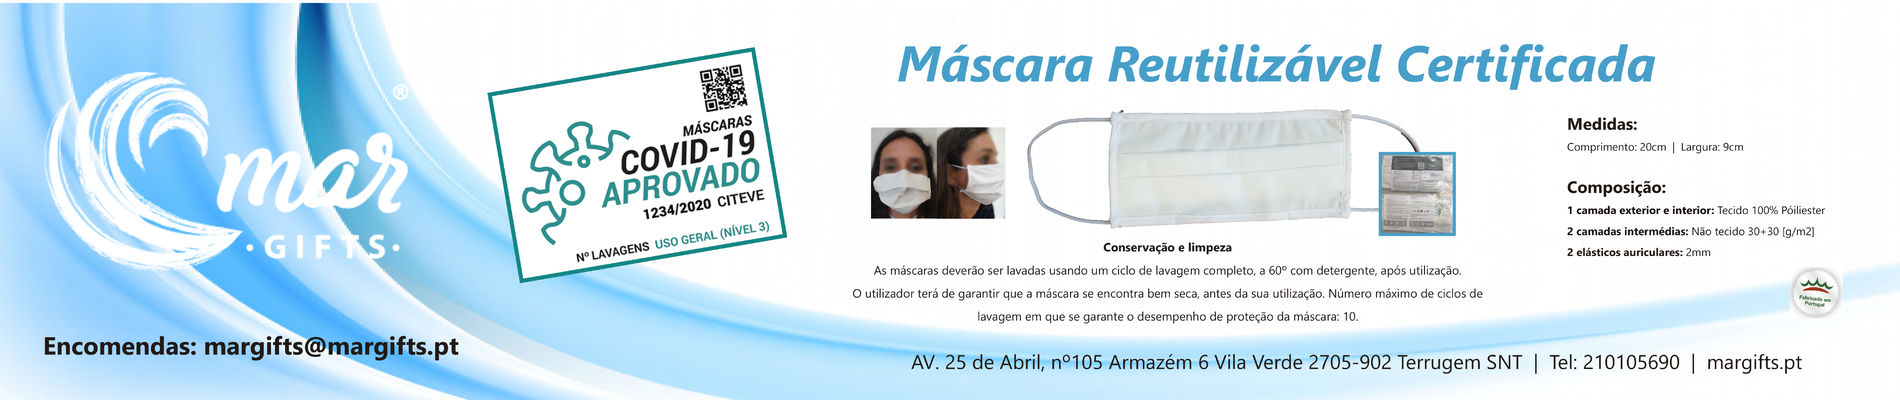 mar
®
• GIFTS •
Encomendas: margifts@margifts.pt
MÁSCARAS
COVID-19
APROVADO
1234/2020 CITEVE
Nº LAVAGENS USO GERAL (NÍVEL 3)
Máscara Reutilizável Certificada
Conservação e limpeza
As máscaras deverão ser lavadas usando um ciclo de lavagem completo, a 60º com detergente, após utilização.
O utilizador terá de garantir que a máscara se encontra bem seca, antes da sua utilização. Número máximo de ciclos de
lavagem em que se garante o desempenho de proteção da máscara: 10.
Medidas:
Comprimento: 20cm | Largura: 9cm
Composição:
1 camada exterior e interior: Tecido 100% Póiliester
2 camadas intermédias: Não tecido 30+30 [g/m2]
2 elásticos auriculares: 2mm
Fabricado em
Portugal
AV. 25 de Abril, nº105 Armazém 6 Vila Verde 2705-902 Terrugem SNT | Tel: 210105690 | margifts.pt